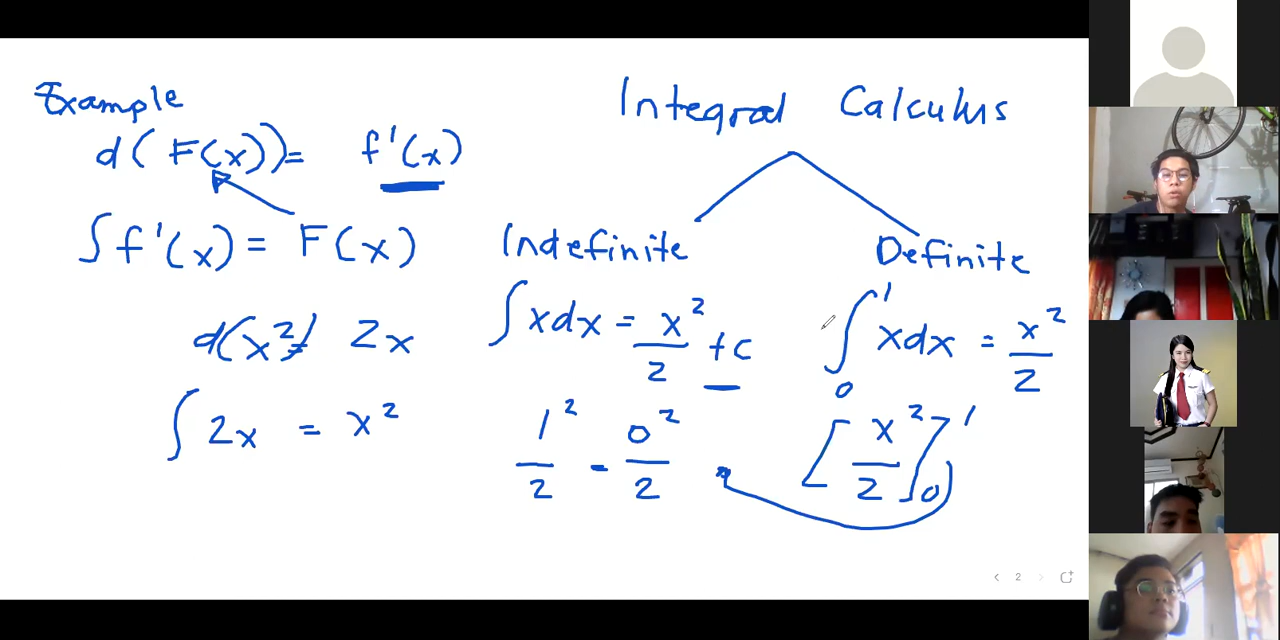 Example
d(F(x)) = f'(x)
∫f'(x) = F(x)
d(x²) = 2x
∫2x = x²
Integral Calculus
Indefinite
∫xdx = x²/2 + c
1²/2 - 0²/2
Definite
∫₀¹ xdx = x²/2
[x²/2]₀¹
2